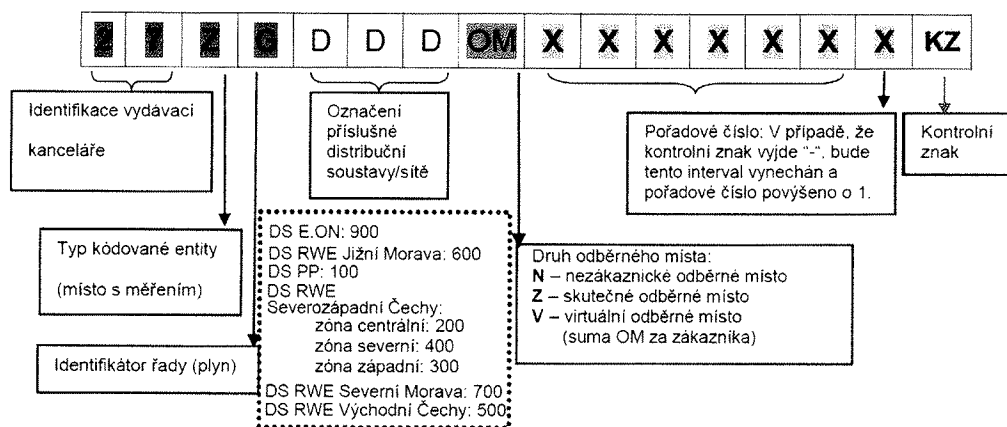 2 7 Z G D D D OM X X X X X X X X KZ
Identifikace vydávací
kanceláře
Označení
příslušné
distribuční
soustavy/sítě
Pořadové číslo: V případě, že
kontrolní znak vyjde "-", bude
tento interval vynechán a
pořadové číslo povýšeno o 1.
Kontrolní
znak
Typ kódované entity
(místo s měřením)
Identifikátor řady (plyn)
DS E.ON: 900
DS RWE Jižní Morava: 600
DS PP: 100
DS RWE
Severozápadní Čechy:
zóna centrální: 200
zóna severní: 400
zóna západní: 300
DS RWE Severní Morava: 700
DS RWE Východní Čechy: 500
Druh odběrného místa:
N – nezákaznické odběrné místo
Z – skutečné odběrné místo
V – virtuální odběrné místo
(suma OM za zákazníka)